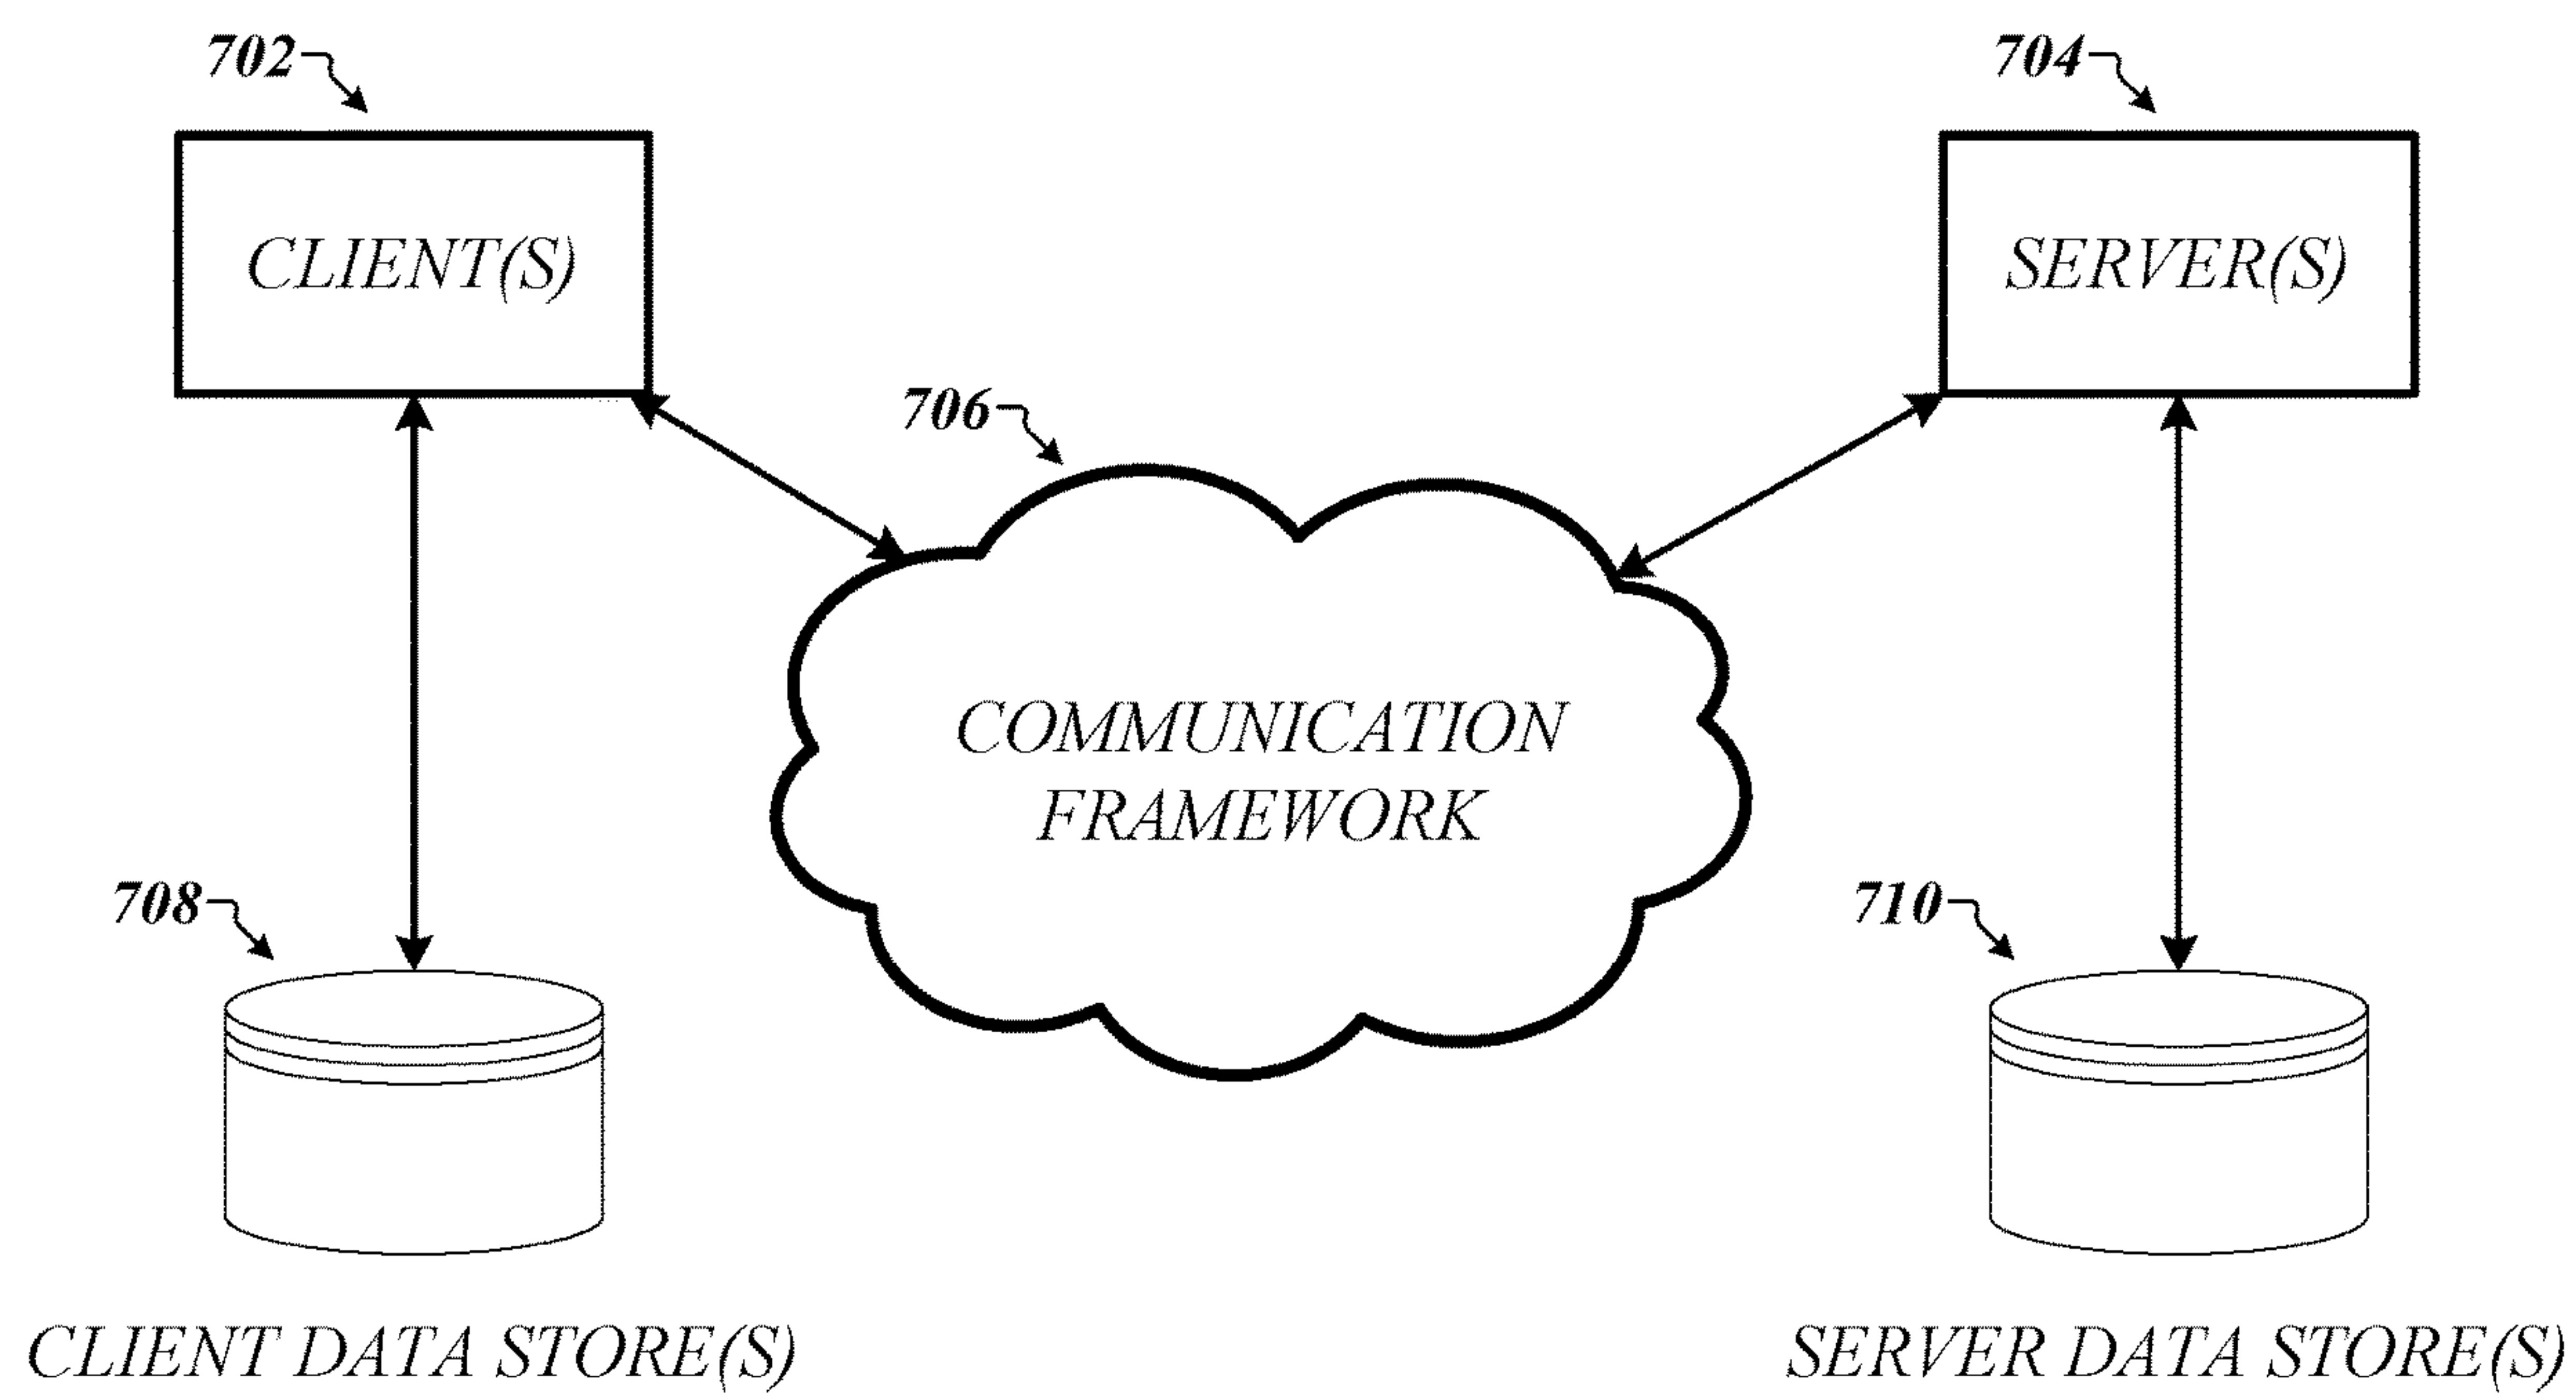 702
704
CLIENT(S)
SERVER(S)
706
COMMUNICATION
FRAMEWORK
708
710
CLIENT DATA STORE(S)
SERVER DATA STORE(S)